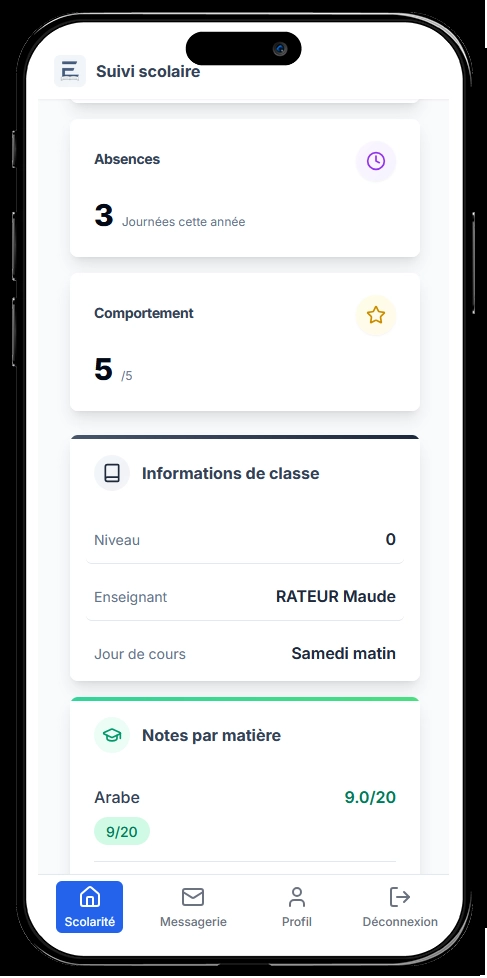 Suivi scolaire
Absences
3 Journées cette année
Comportement
5 /5
Informations de classe
Niveau 0
Enseignant RATEUR Maude
Jour de cours Samedi matin
Notes par matière
Arabe 9.0/20
9/20
Scolarité Messagerie Profil Déconnexion